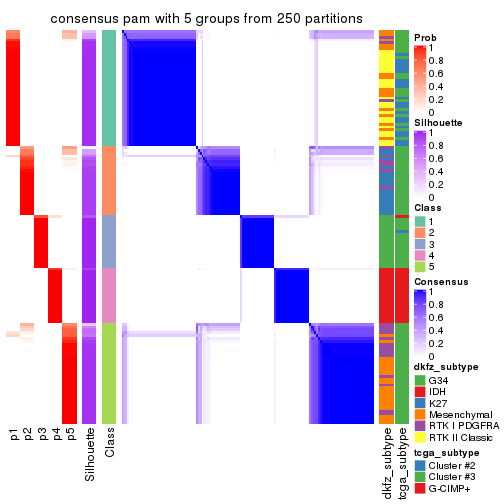 consensus pam with 5 groups from 250 partitions
Prob
1
0.8
0.6
0.4
0.2
0
Silhouette
1
0.8
0.6
0.4
0.2
0
Class
1
2
3
4
5
Consensus
1
0.8
0.6
0.4
0.2
0
dkfz_subtype
G34
IDH
K27
Mesenchymal
RTK I PDGFRA
RTK II Classic
tcga_subtype
Cluster #2
Cluster #3
G-CIMP+
p1
p2
p3
p4
p5
Silhouette
Class
dkfz_subtype
tcga_subtype